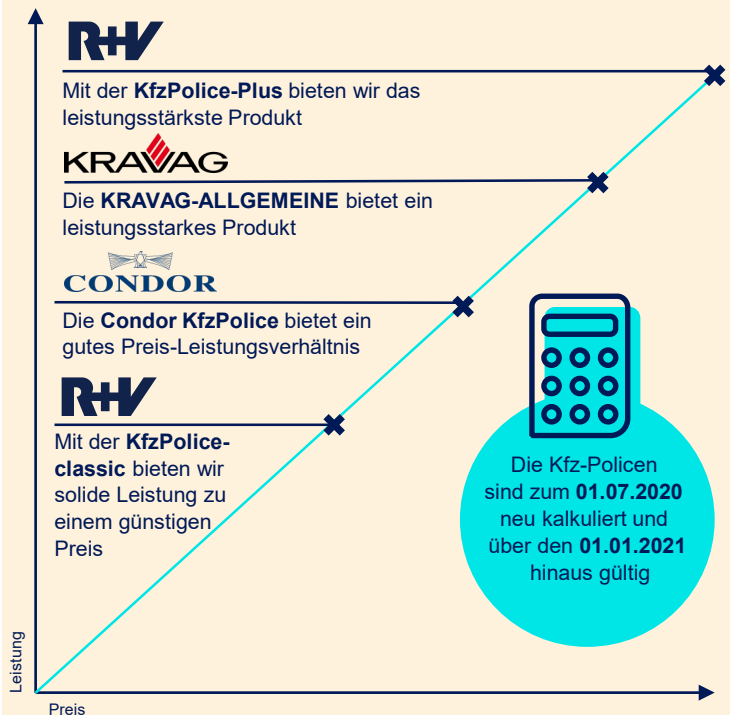 R+V
Mit der KfzPolice-Plus bieten wir das
leistungsstärkste Produkt
KRAVAG
Die KRAVAG-ALLGEMEINE bietet ein
leistungsstarkes Produkt
CONDOR
Die Condor KfzPolice bietet ein
gutes Preis-Leistungsverhältnis
R+V
Mit der KfzPolice-
classic bieten wir
solide Leistung zu
einem günstigen
Preis
Die Kfz-Policen
sind zum 01.07.2020
neu kalkuliert und
über den 01.01.2021
hinaus gültig
Leistung
Preis